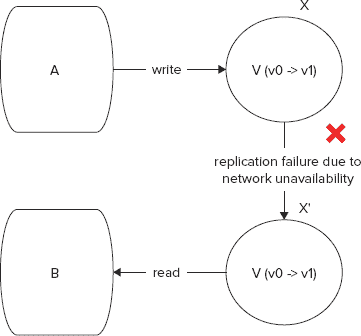 X
A
write
V (v0 -> v1)
replication failure due to
network unavailability
X'
B
read
V (v0 -> v1)